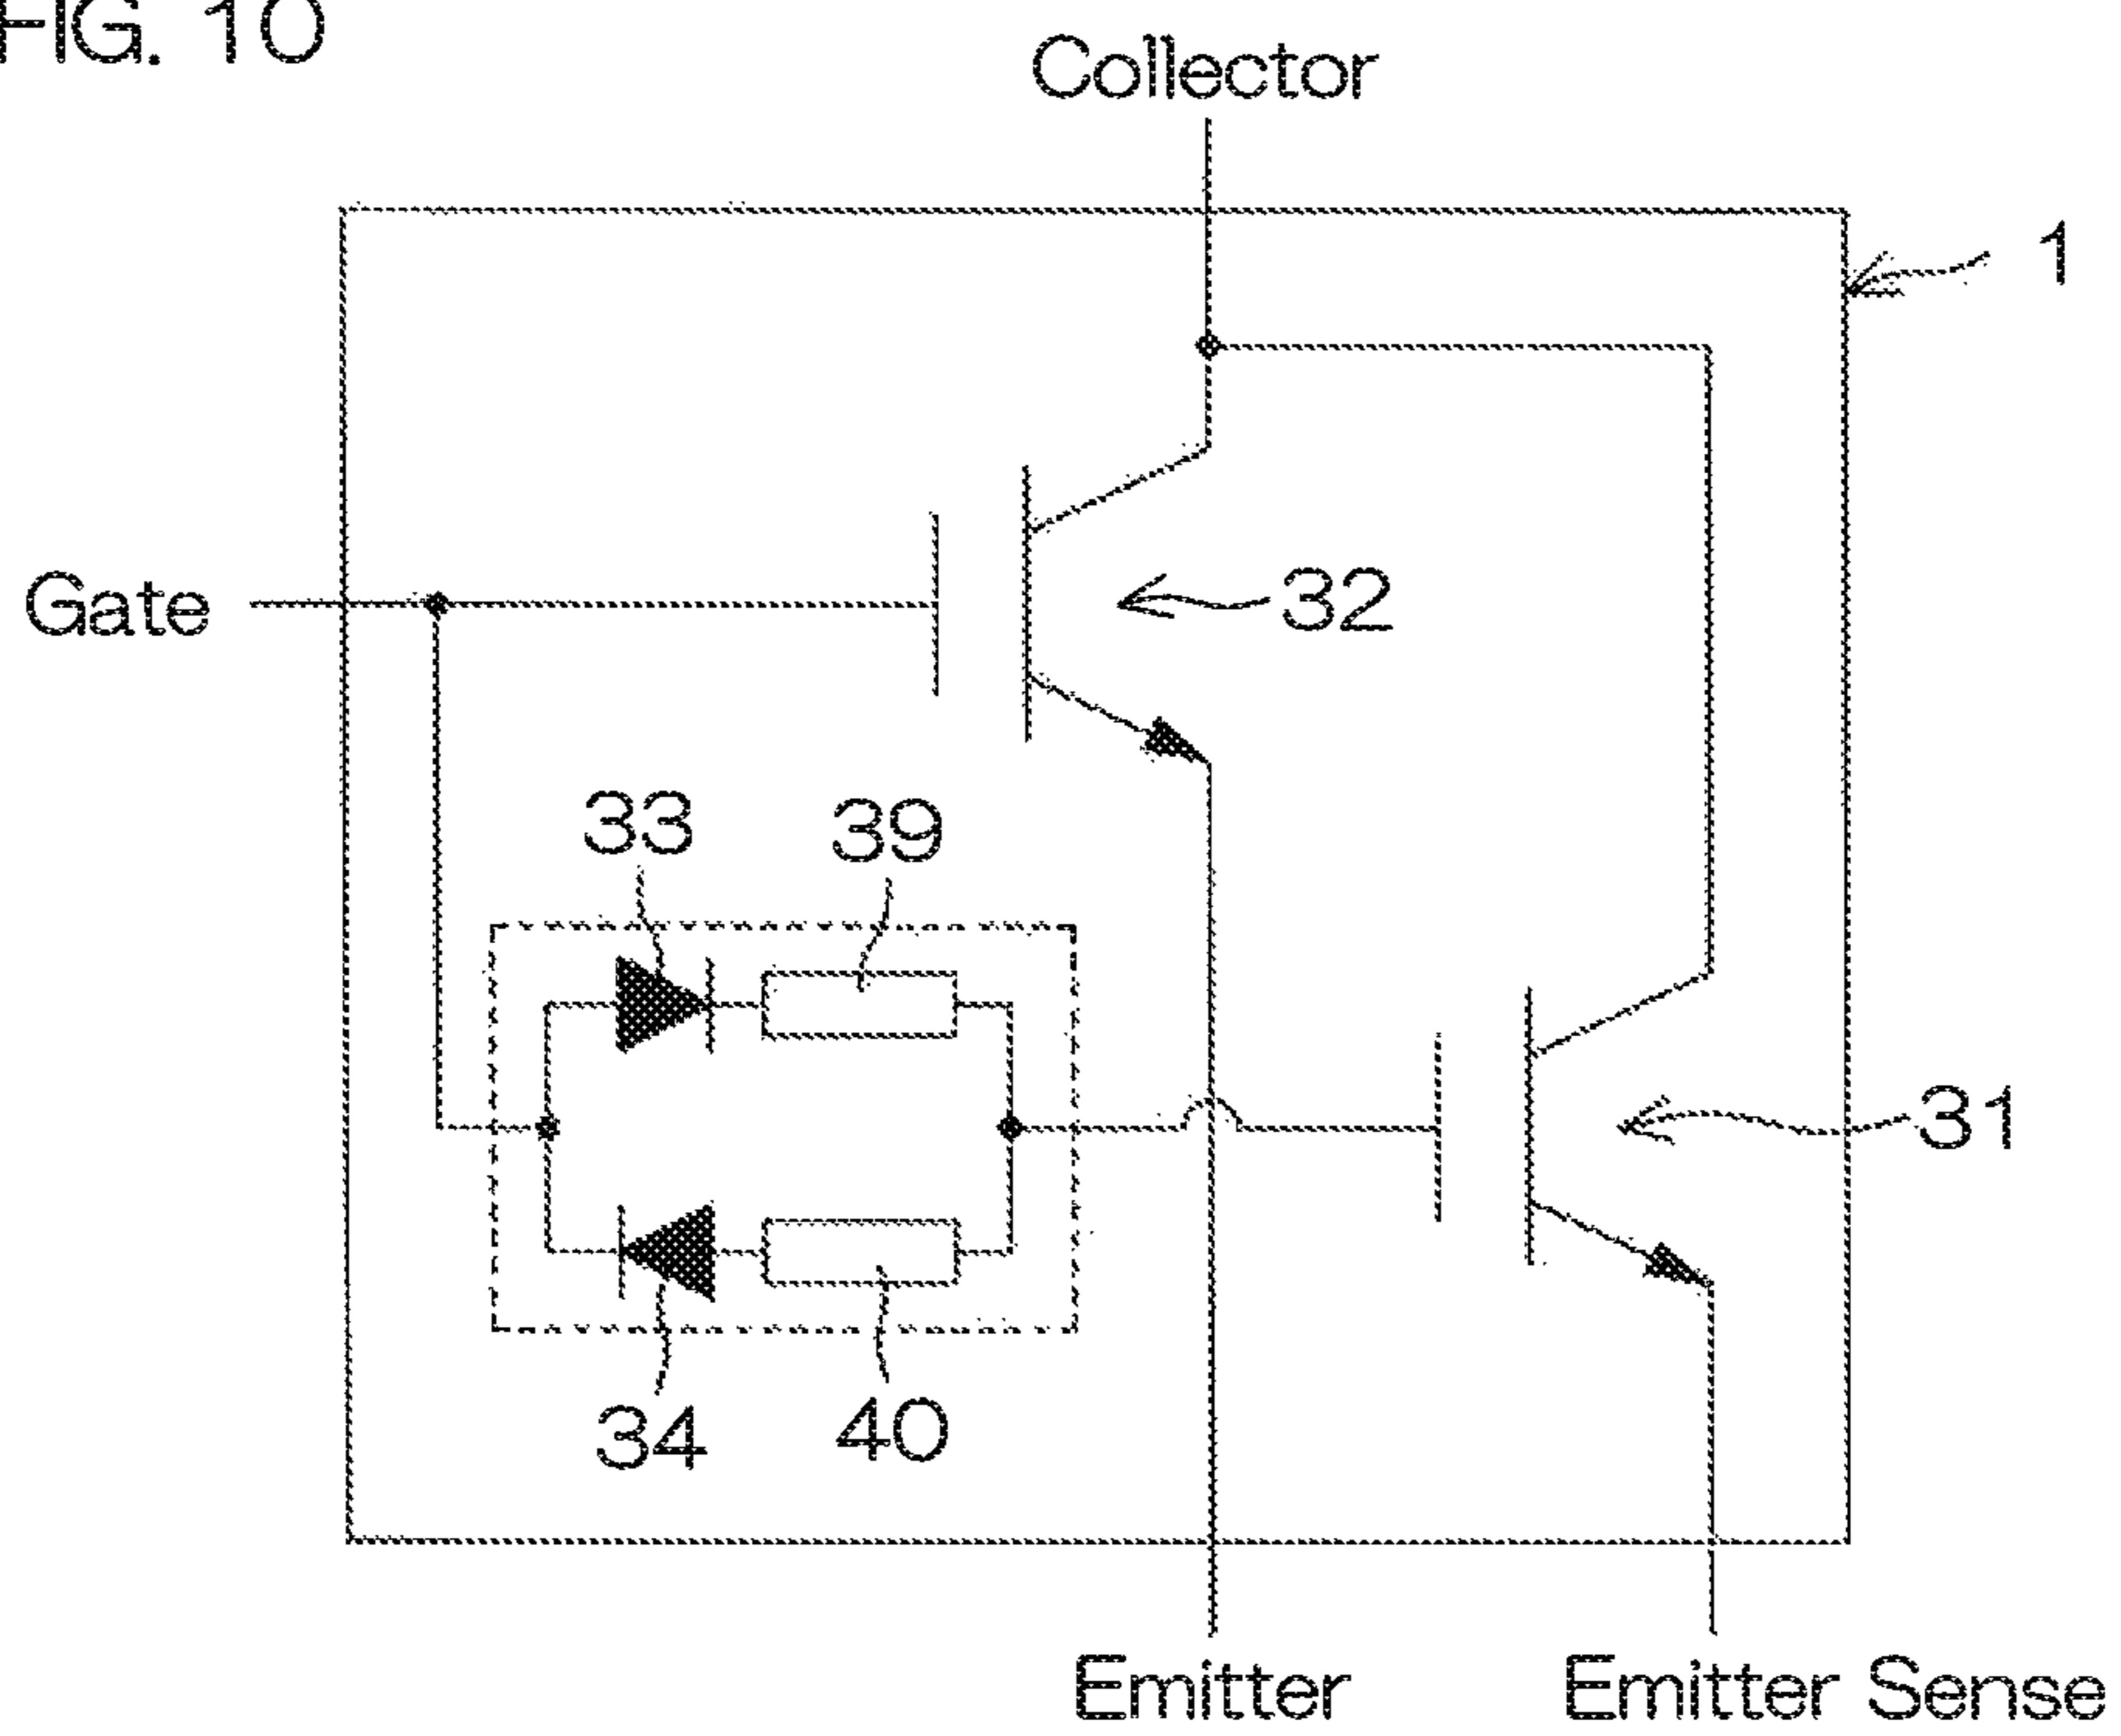 FIG. 10
Collector
1
Gate
32
33
39
31
34
40
Emitter
Emitter Sense